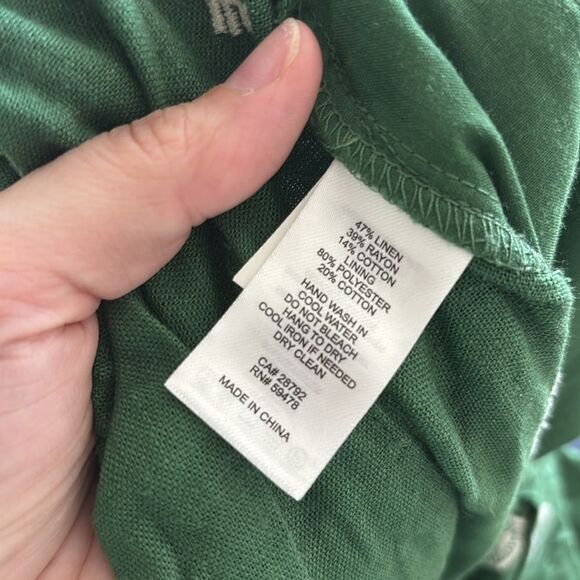 47% LINEN
39% RAYON
14% COTTON
LINING
80% POLYESTER
20% COTTON
HAND WASH IN
COOL WATER
DO NOT BLEACH
HANG TO DRY
COOL IRON IF NEEDED
DRY CLEAN
CA# 28792
RN# 59478
MADE IN CHINA